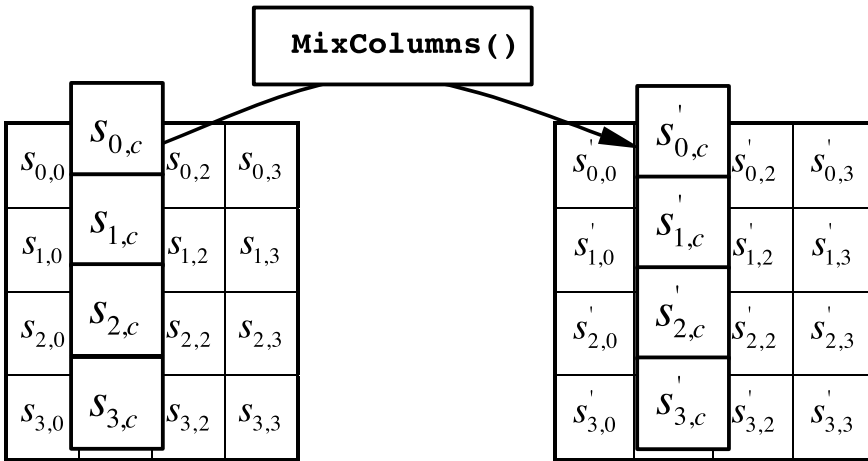 MixColumns()
s0,c s'0,c
s0,0 s0,2 s0,3 s'0,0 s'0,2 s'0,3
s1,c s'1,c
s1,0 s1,2 s1,3 s'1,0 s'1,2 s'1,3
s2,c s'2,c
s2,0 s2,2 s2,3 s'2,0 s'2,2 s'2,3
s3,c s'3,c
s3,0 s3,2 s3,3 s'3,0 s'3,2 s'3,3